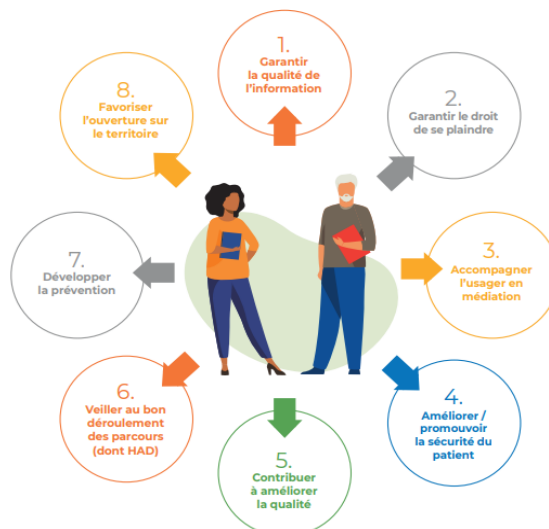 1.
Garantir
la qualité de
l'information
2.
Garantir le droit
de se plaindre
3.
Accompagner
l'usager en
médiation
4.
Améliorer /
promouvoir
la sécurité du
patient
5.
Contribuer
à améliorer
la qualité
6.
Veiller au bon
déroulement
des parcours
(dont HAD)
7.
Développer
la prévention
8.
Favoriser
l'ouverture sur
le territoire